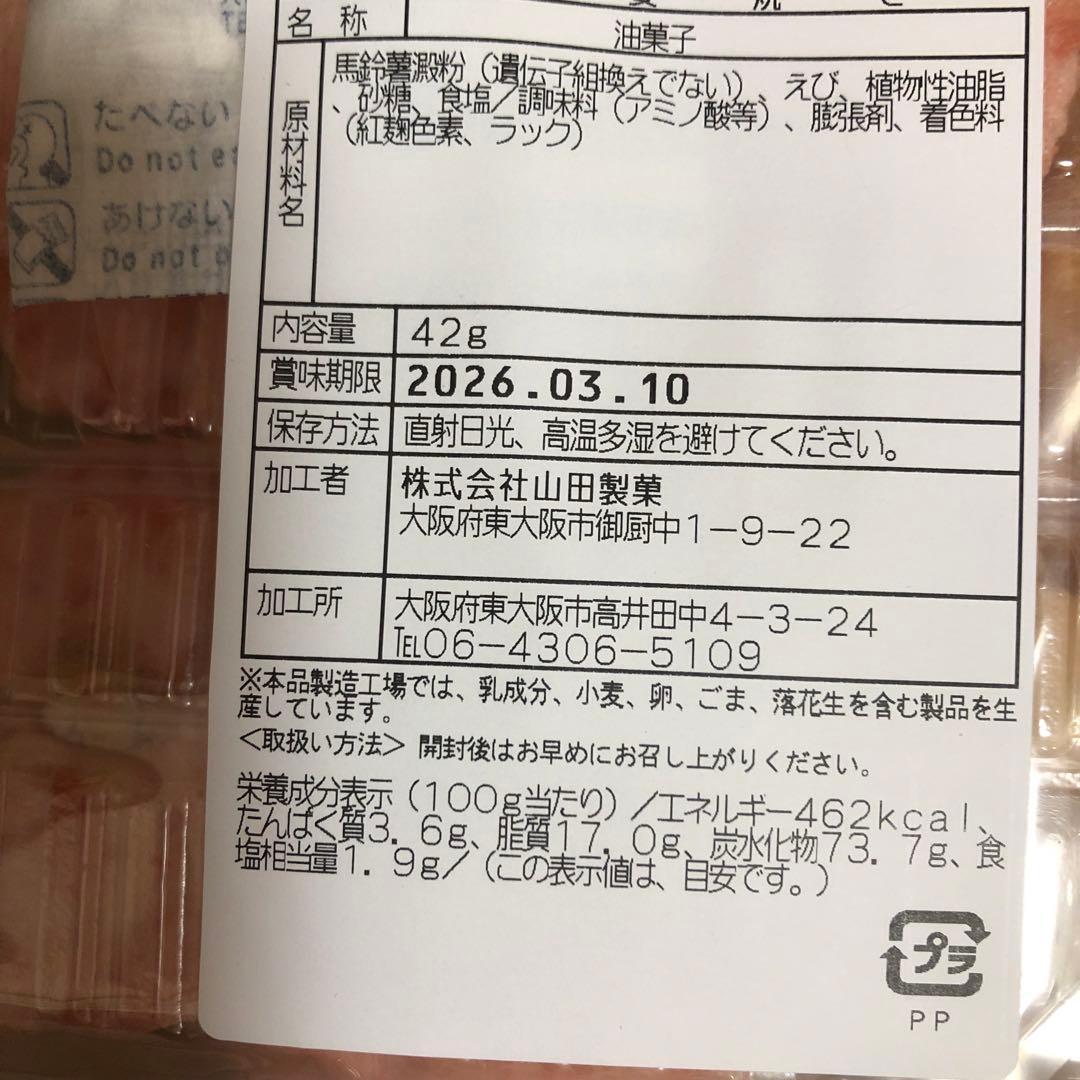 名 称 油菓子
原材料名
馬鈴薯澱粉（遺伝子組換えでない）、えび、植物性油脂
、砂糖、食塩／調味料（アミノ酸等）、膨張剤、着色料
（紅麹色素、ラック）
内容量 42g
賞味期限 2026.03.10
保存方法 直射日光、高温多湿を避けてください。
加工者 株式会社山田製菓
大阪府東大阪市御厨中1－9－22
加工所 大阪府東大阪市高井田中4－3－24
TEL06－4306－5109
※本品製造工場では、乳成分、小麦、卵、ごま、落花生を含む製品を生
産しています。
＜取扱い方法＞ 開封後はお早めにお召し上がりください。
栄養成分表示（100g当たり）／エネルギー462kcal、
たんぱく質3.6g、脂質17.0g、炭水化物73.7g、食
塩相当量1.9g／（この表示値は、目安です。）
プラ
PP
たべない
Do not
あけない
Do not